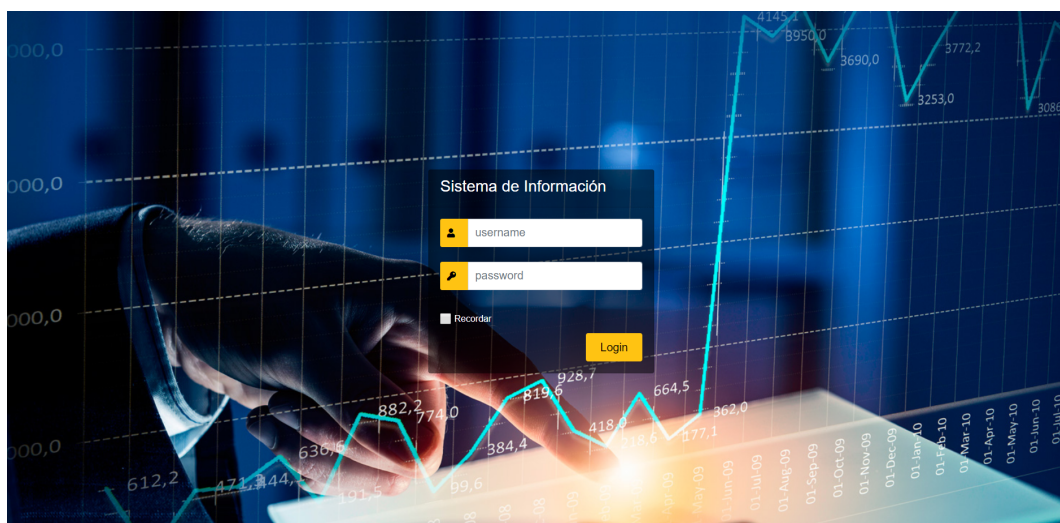 4145,1
3950,0
3772,2
3690,0
3253,0
3086
000,0
000,0
Sistema de Información
username
password
Recordar
Login
000,0
928,7
819,6
664,5
882,2
774,0
362,0
418,0
177,1
384,4
636,6
000,0
612,2
99,6
01-Jun-09
01-Jul-09
01-Aug-09
01-Sep-09
01-Oct-09
01-Nov-09
01-Dec-09
01-Jan-10
01-Feb-10
01-Mar-10
01-Apr-10
01-May-10
01-Jun-10